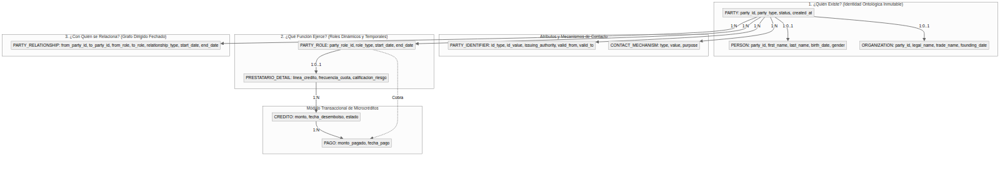 1. ¿Quién Existe? (Identidad Ontológica Inmutable)
PARTY: party_id, party_type, status, created_at
1:N
1:N
1:N
1:N
1:0..1
1:0..1
3. ¿Con Quién se Relaciona? (Grafo Dirigido Fechado)
PARTY_RELATIONSHIP: from_party_id, to_party_id, from_role, to_role, relationship_type, start_date, end_date
2. ¿Qué Función Ejerce? (Roles Dinámicos y Temporales)
PARTY_ROLE: party_role_id, role_type, start_date, end_date
Atributos y Mecanismos de Contacto
PARTY_IDENTIFIER: id_type, id_value, issuing_authority, valid_from, valid_to
CONTACT_MECHANISM: type, value, purpose
PERSON: party_id, first_name, last_name, birth_date, gender
ORGANIZATION: party_id, legal_name, trade_name, founding_date
1:0..1
PRESTATARIO_DETAIL: linea_credito, frecuencia_cuota, calificacion_riesgo
1:N
Cobra
Módulo Transaccional de Microcréditos
CREDITO: monto, fecha_desembolso, estado
1:N
PAGO: monto_pagado, fecha_pago